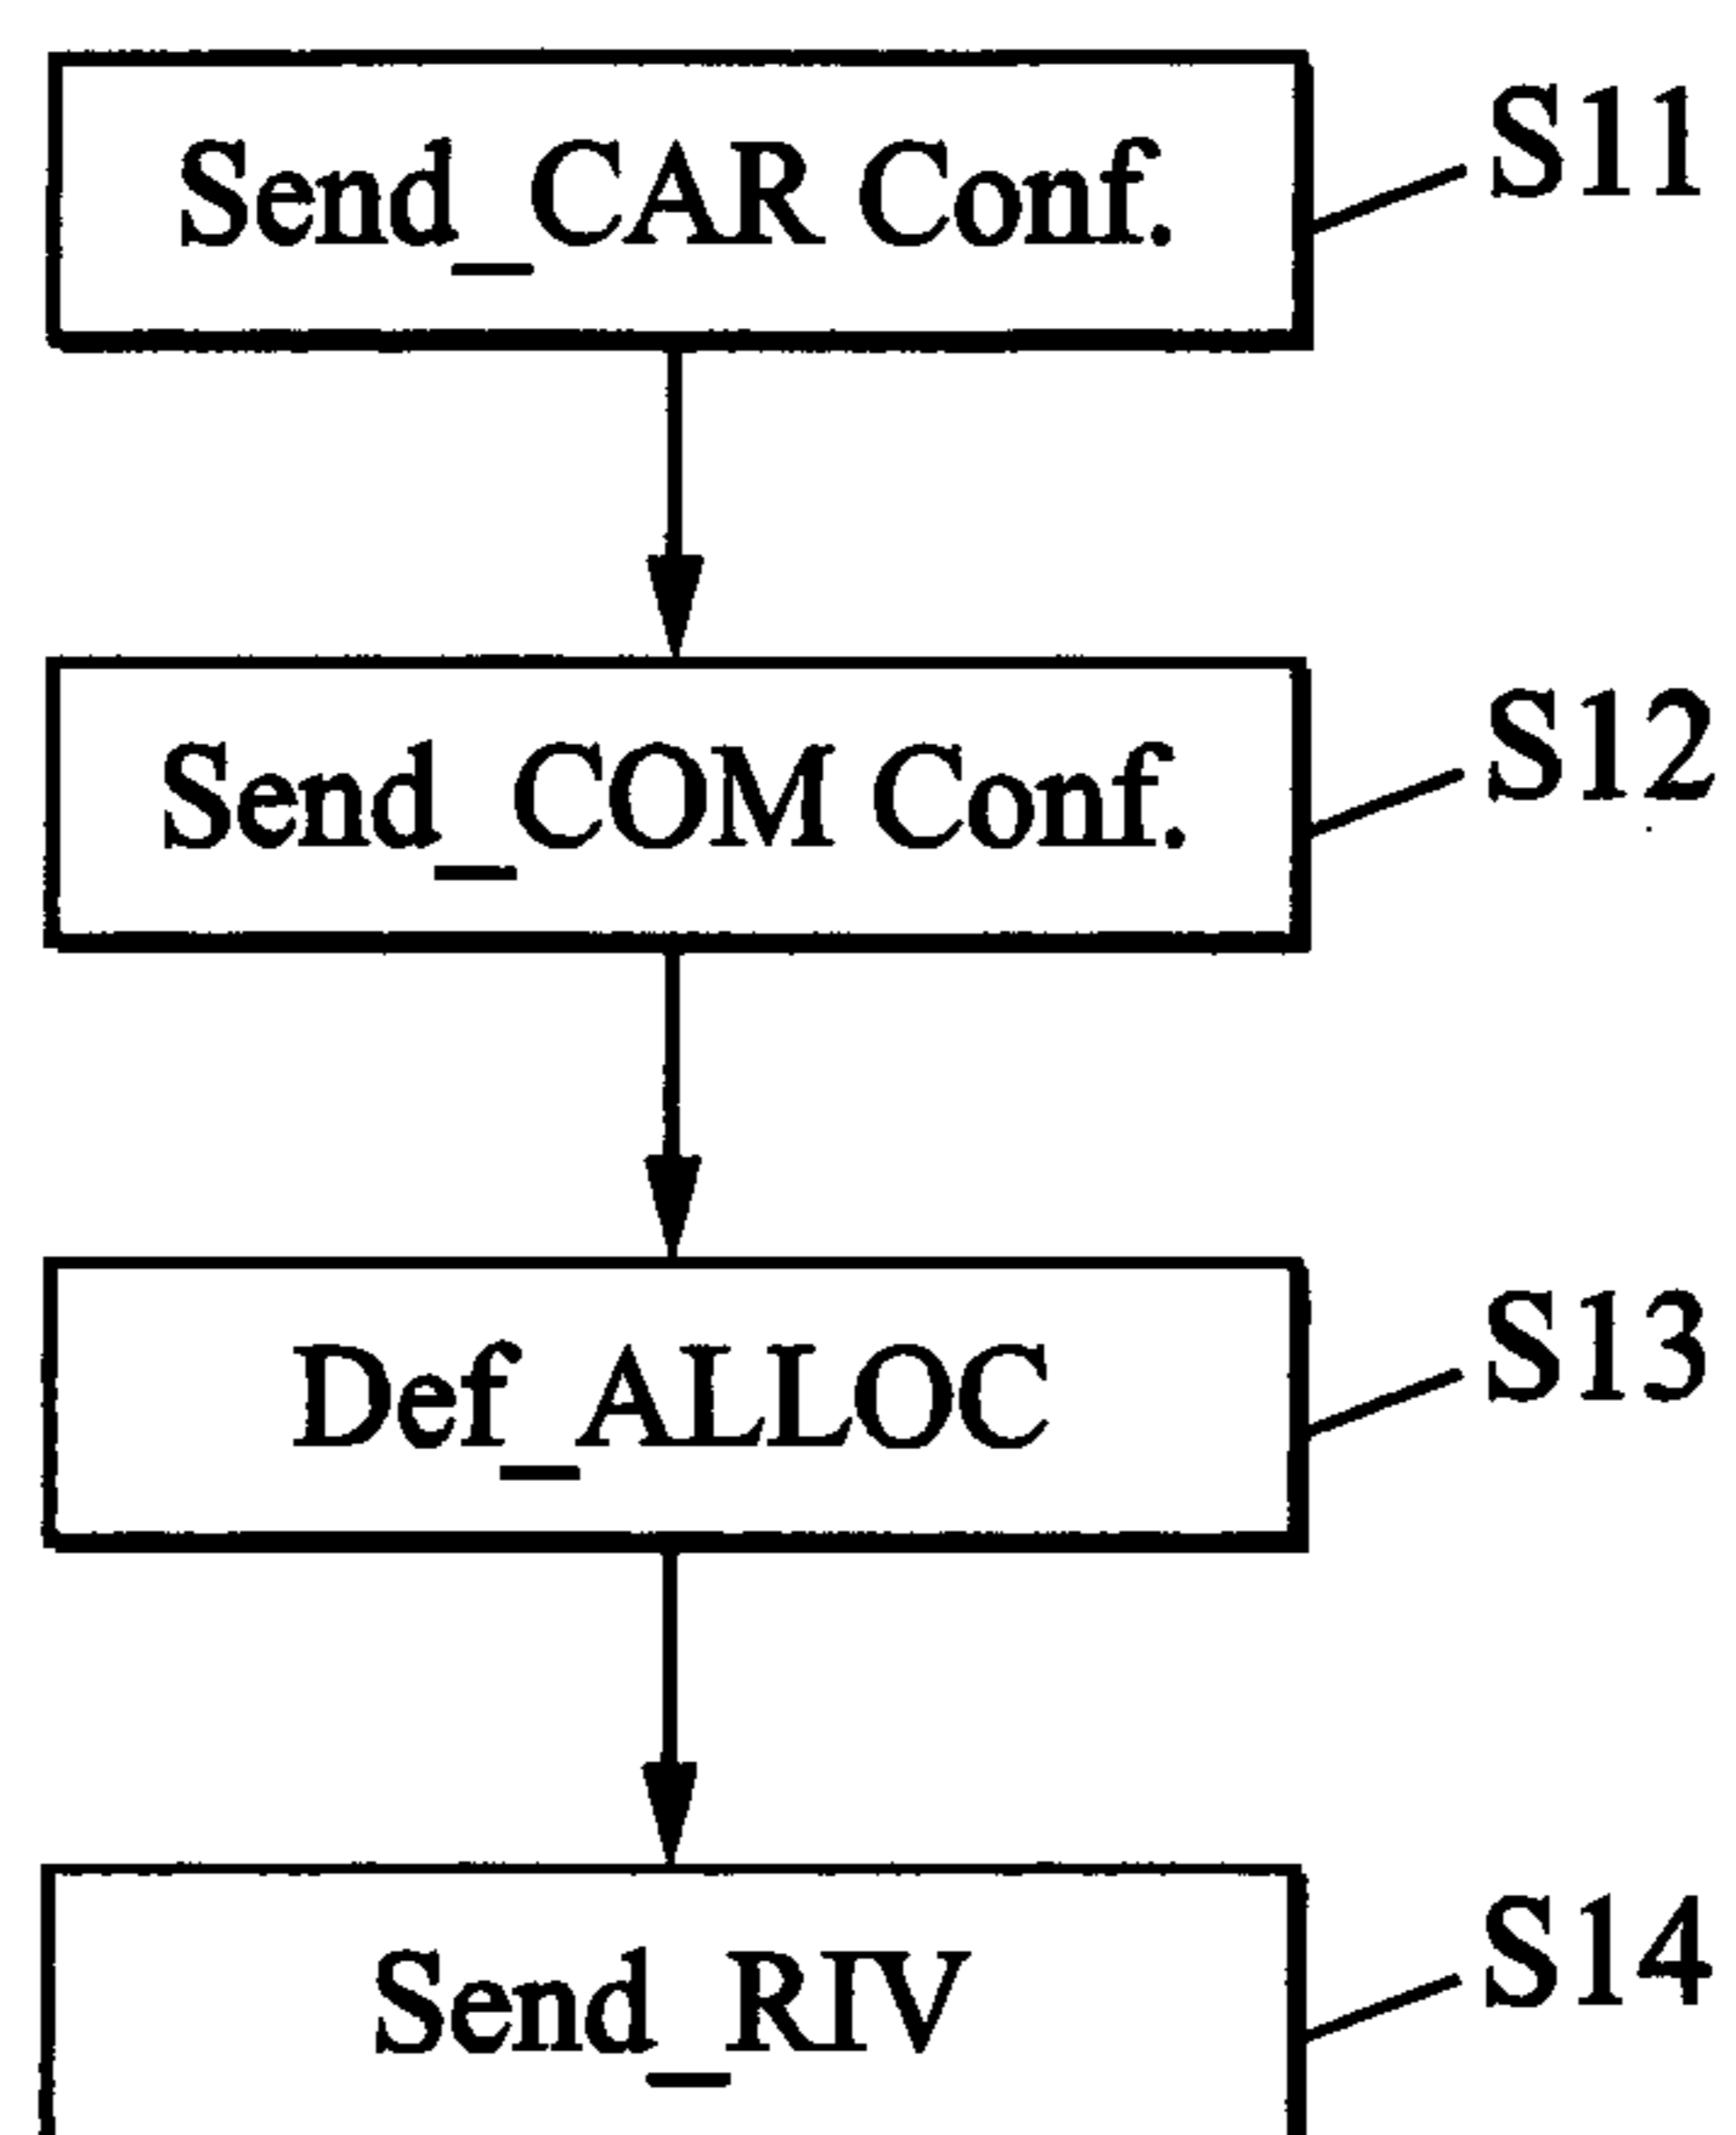 Send_CAR Conf.
S11
Send_COM Conf.
S12
Def_ALLOC
S13
Send_RIV
S14